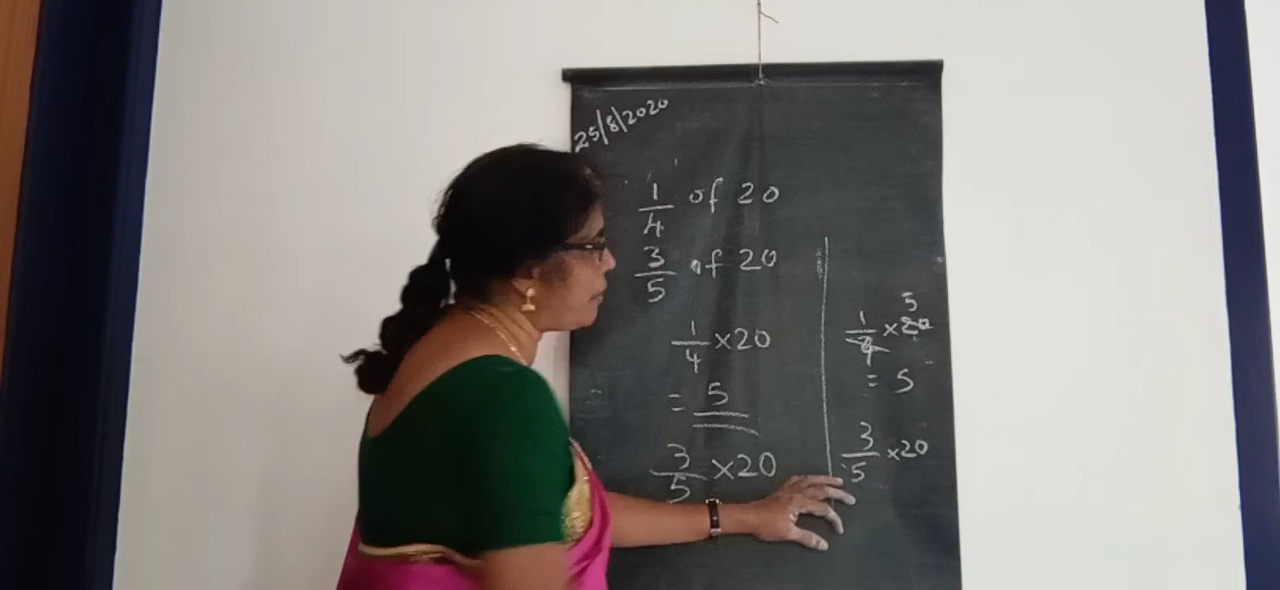 25/8/2020
1/4 of 20
3/5 of 20
1/4 × 20
= 5
3/5 × 20
5
1/4 × 20
= 5
3/5 × 20